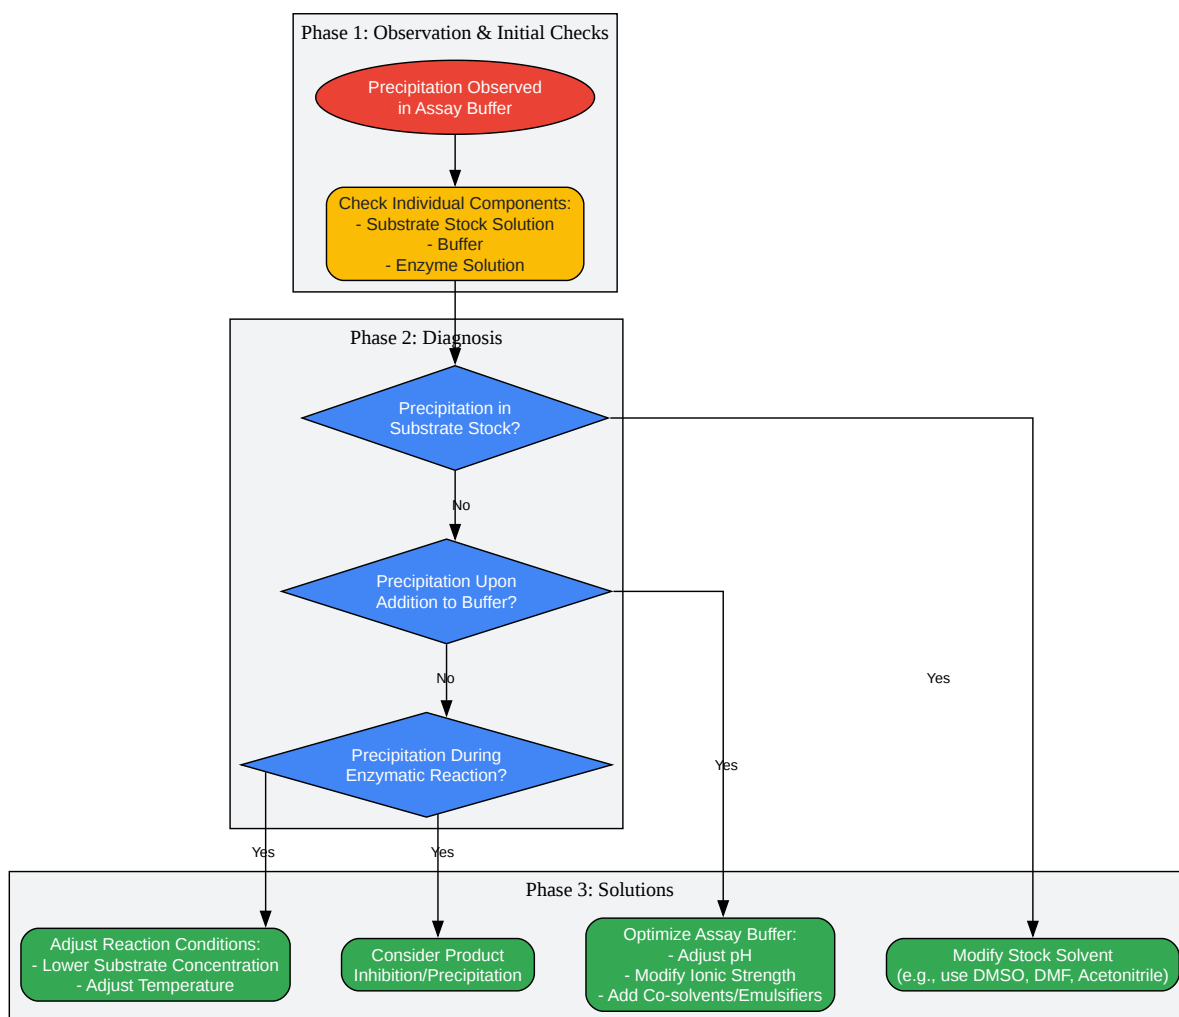 Phase 1: Observation & Initial Checks
Precipitation Observed
in Assay Buffer
Check Individual Components:
- Substrate Stock Solution
- Buffer
- Enzyme Solution
Phase 2: Diagnosis
Precipitation in
Substrate Stock?
No
Precipitation Upon
Addition to Buffer?
No
Yes
Precipitation During
Enzymatic Reaction?
Yes
Yes
Yes
Phase 3: Solutions
Adjust Reaction Conditions:
- Lower Substrate Concentration
- Adjust Temperature
Consider Product
Inhibition/Precipitation
Optimize Assay Buffer:
- Adjust pH
- Modify Ionic Strength
- Add Co-solvents/Emulsifiers
Modify Stock Solvent
(e.g., use DMSO, DMF, Acetonitrile)